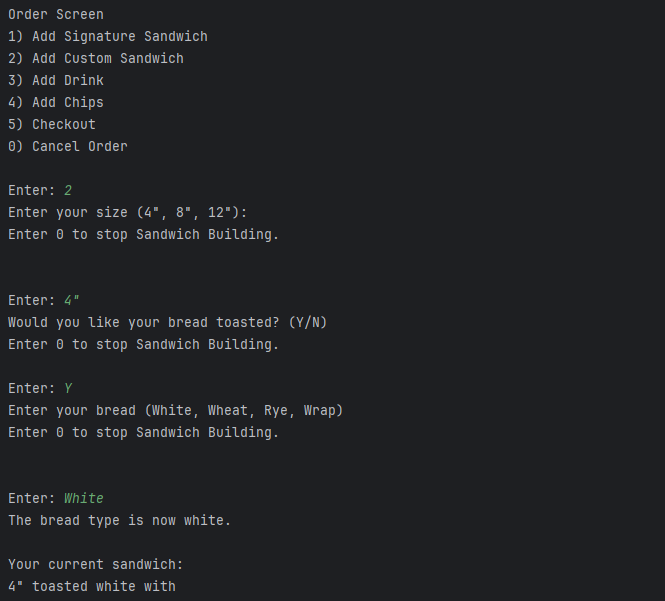 Order Screen
1) Add Signature Sandwich
2) Add Custom Sandwich
3) Add Drink
4) Add Chips
5) Checkout
0) Cancel Order
Enter: 2
Enter your size (4", 8", 12"):
Enter 0 to stop Sandwich Building.
Enter: 4"
Would you like your bread toasted? (Y/N)
Enter 0 to stop Sandwich Building.
Enter: Y
Enter your bread (White, Wheat, Rye, Wrap)
Enter 0 to stop Sandwich Building.
Enter: White
The bread type is now white.
Your current sandwich:
4" toasted white with